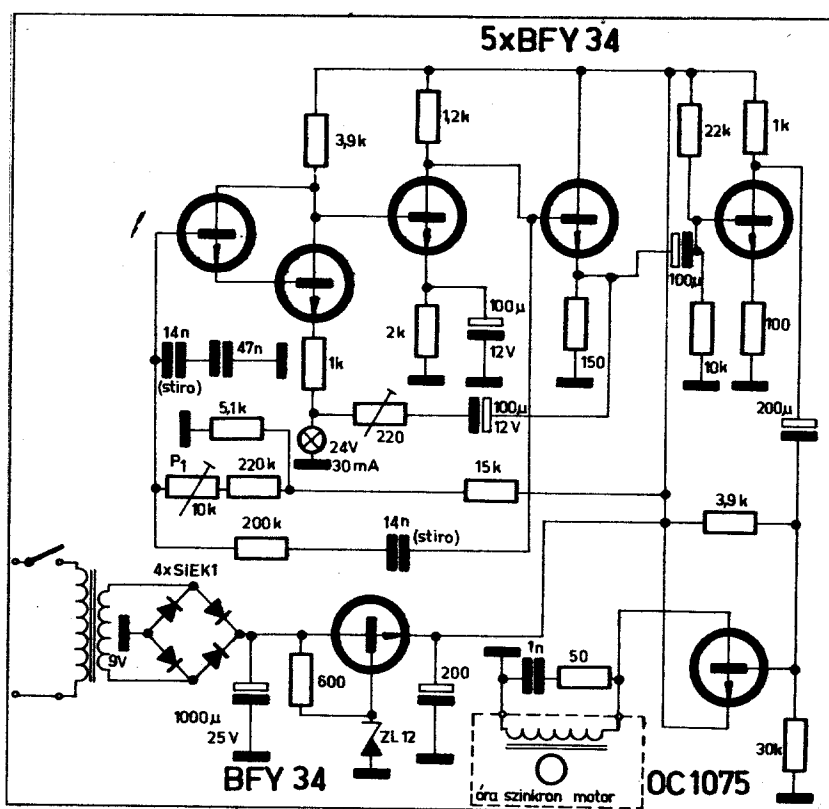 5xBFY 34
3,9k
1,2k
22k
1k
100µ
12V
2k
150
100µ
10k
100
14n
(stiro)
47n
1k
5,1k
24V
30mA
220
100µ
12V
200µ
P1
10k
220k
15k
200k
14n
(stiro)
3,9k
4xSiEK1
9V
1000µ
25V
600
ZL 12
200
1n
50
30k
BFY 34
óra szinkron motor
OC1075